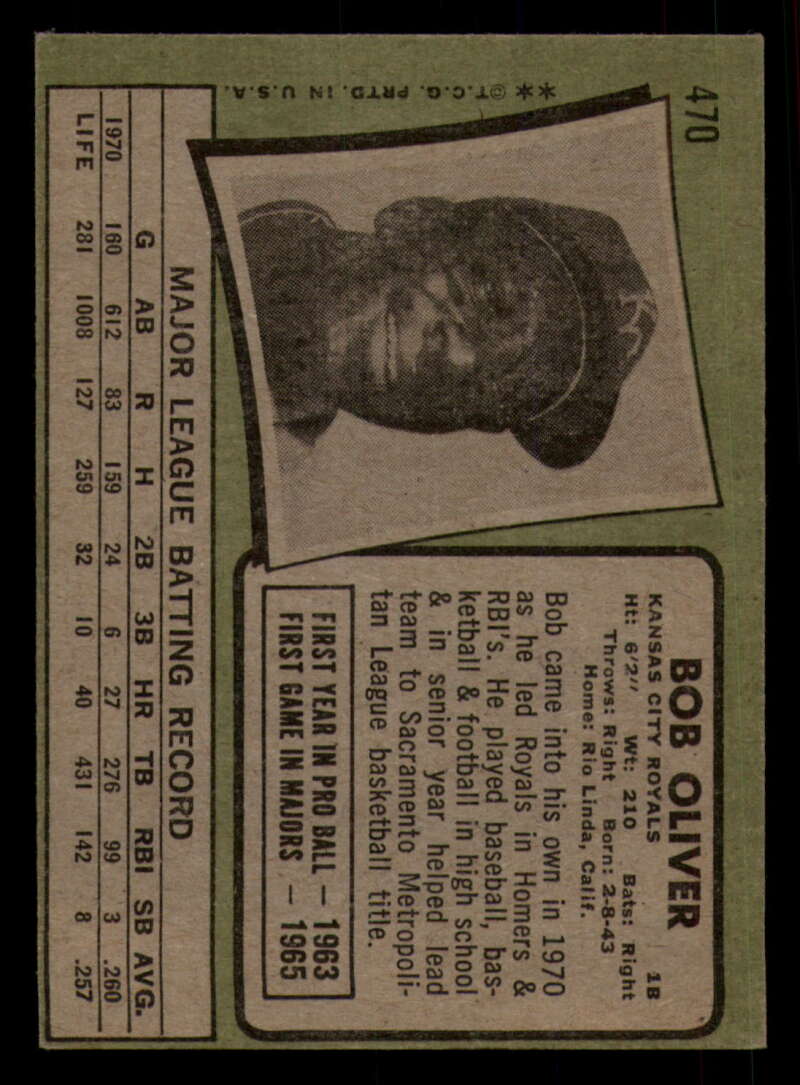 470
** ©T.C.G. PRTD. IN U.S.A.
KC
BOB OLIVER
KANSAS CITY ROYALS 1B
Ht: 6'2" Wt: 210 Bats: Right
Throws: Right Born: 2-8-43
Home: Rio Linda, Calif.
Bob came into his own in 1970
as he led Royals in Homers &
RBI's. He played baseball, bas-
ketball & football in high school
& in senior year helped lead
team to Sacramento Metropoli-
tan League basketball title.
FIRST YEAR IN PRO BALL — 1963
FIRST GAME IN MAJORS — 1965
MAJOR LEAGUE BATTING RECORD
G AB R H 2B 3B HR TB RBI SB AVG.
1970 160 612 83 159 24 6 27 276 99 3 .260
LIFE 281 1008 127 259 32 10 40 431 142 8 .257